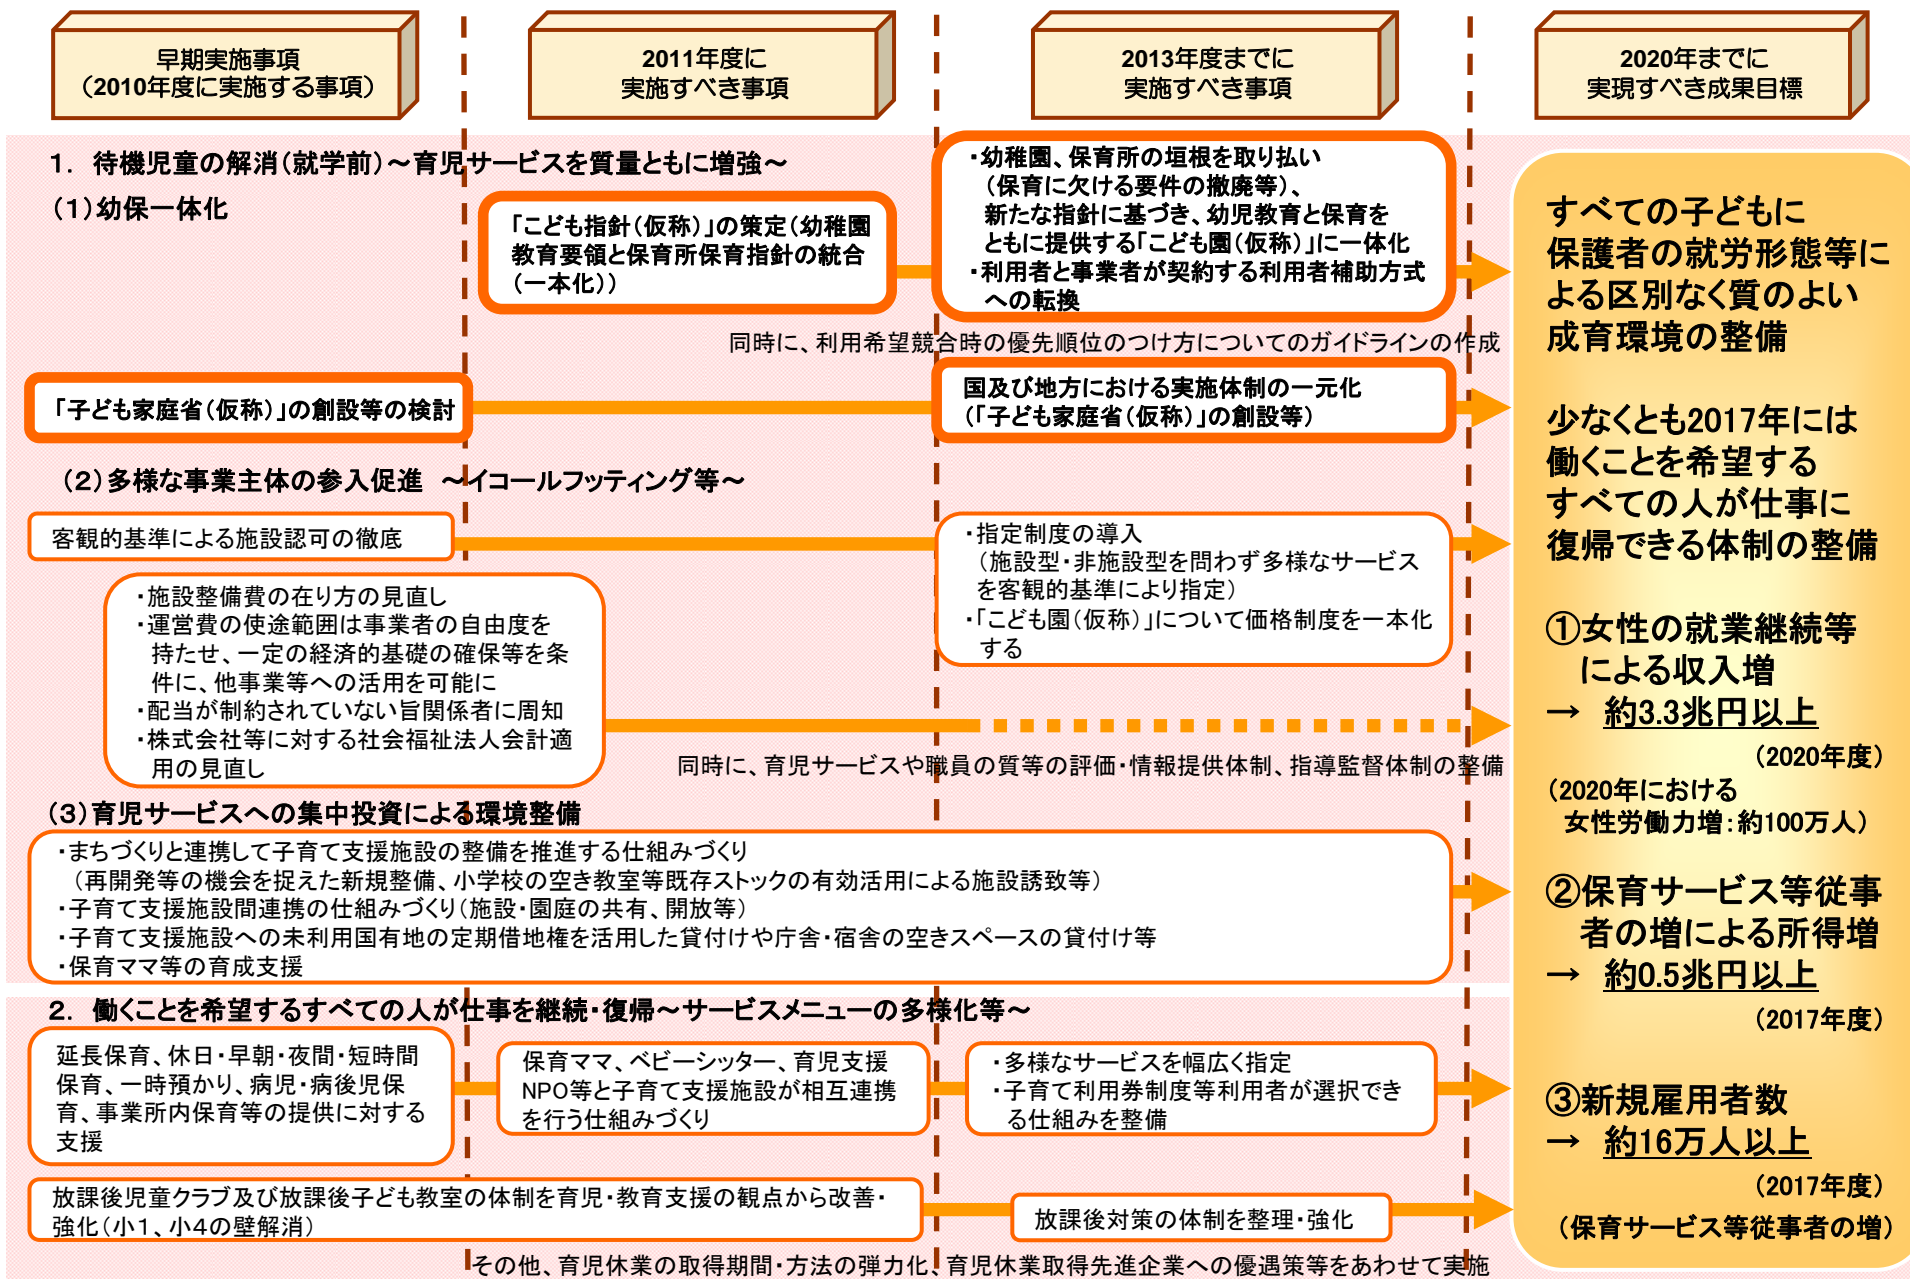 早期実施事項
（2010年度に実施する事項）
2011年度に
実施すべき事項
2013年度までに
実施すべき事項
2020年までに
実現すべき成果目標
1．待機児童の解消（就学前）～育児サービスを質量ともに増強～
（1）幼保一体化
「こども指針（仮称）」の策定（幼稚園
教育要領と保育所保育指針の統合
（一本化））
・幼稚園、保育所の垣根を取り払い
（保育に欠ける要件の撤廃等）、
新たな指針に基づき、幼児教育と保育を
ともに提供する「こども園（仮称）」に一体化
・利用者と事業者が契約する利用者補助方式
への転換
同時に、利用希望競合時の優先順位のつけ方についてのガイドラインの作成
「子ども家庭省（仮称）」の創設等の検討
国及び地方における実施体制の一元化
（「子ども家庭省（仮称）」の創設等）
（2）多様な事業主体の参入促進　～イコールフッティング等～
客観的基準による施設認可の徹底
・指定制度の導入
（施設型・非施設型を問わず多様なサービス
を客観的基準により指定）
・「こども園（仮称）」について価格制度を一本化
する
・施設整備費の在り方の見直し
・運営費の使途範囲は事業者の自由度を
持たせ、一定の経済的基礎の確保等を条
件に、他事業等への活用を可能に
・配当が制約されていない旨関係者に周知
・株式会社等に対する社会福祉法人会計適
用の見直し
同時に、育児サービスや職員の質等の評価・情報提供体制、指導監督体制の整備
（3）育児サービスへの集中投資による環境整備
・まちづくりと連携して子育て支援施設の整備を推進する仕組みづくり
（再開発等の機会を捉えた新規整備、小学校の空き教室等既存ストックの有効活用による施設誘致等）
・子育て支援施設間連携の仕組みづくり（施設・園庭の共有、開放等）
・子育て支援施設への未利用国有地の定期借地権を活用した貸付けや庁舎・宿舎の空きスペースの貸付け等
・保育ママ等の育成支援
2．働くことを希望するすべての人が仕事を継続・復帰～サービスメニューの多様化等～
延長保育、休日・早朝・夜間・短時間
保育、一時預かり、病児・病後児保
育、事業所内保育等の提供に対する
支援
保育ママ、ベビーシッター、育児支援
NPO等と子育て支援施設が相互連携
を行う仕組みづくり
・多様なサービスを幅広く指定
・子育て利用券制度等利用者が選択でき
る仕組みを整備
放課後児童クラブ及び放課後子ども教室の体制を育児・教育支援の観点から改善・
強化（小1、小4の壁解消）
放課後対策の体制を整理・強化
その他、育児休業の取得期間・方法の弾力化、育児休業取得先進企業への優遇策等をあわせて実施
すべての子どもに
保護者の就労形態等に
よる区別なく質のよい
成育環境の整備
少なくとも2017年には
働くことを希望する
すべての人が仕事に
復帰できる体制の整備
①女性の就業継続等
による収入増
→　約3.3兆円以上
（2020年度）
（2020年における
女性労働力増：約100万人）
②保育サービス等従事
者の増による所得増
→　約0.5兆円以上
（2017年度）
③新規雇用者数
→　約16万人以上
（2017年度）
（保育サービス等従事者の増）